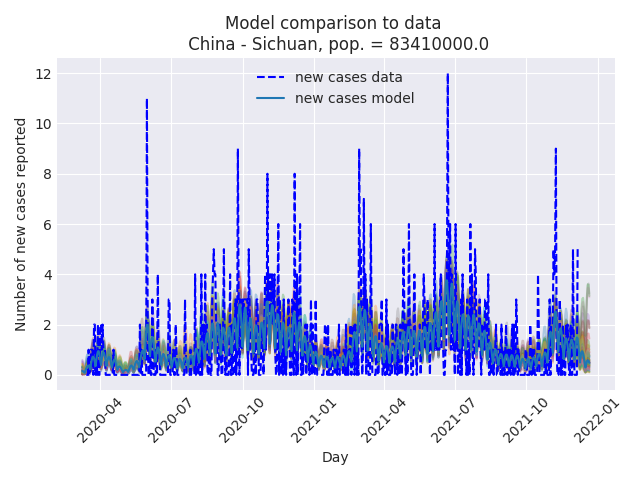 Model comparison to data
China - Sichuan, pop. = 83410000.0
new cases data
new cases model
Number of new cases reported
12
10
8
6
4
2
0
2020-04
2020-07
2020-10
2021-01
2021-04
2021-07
2021-10
2022-01
Day